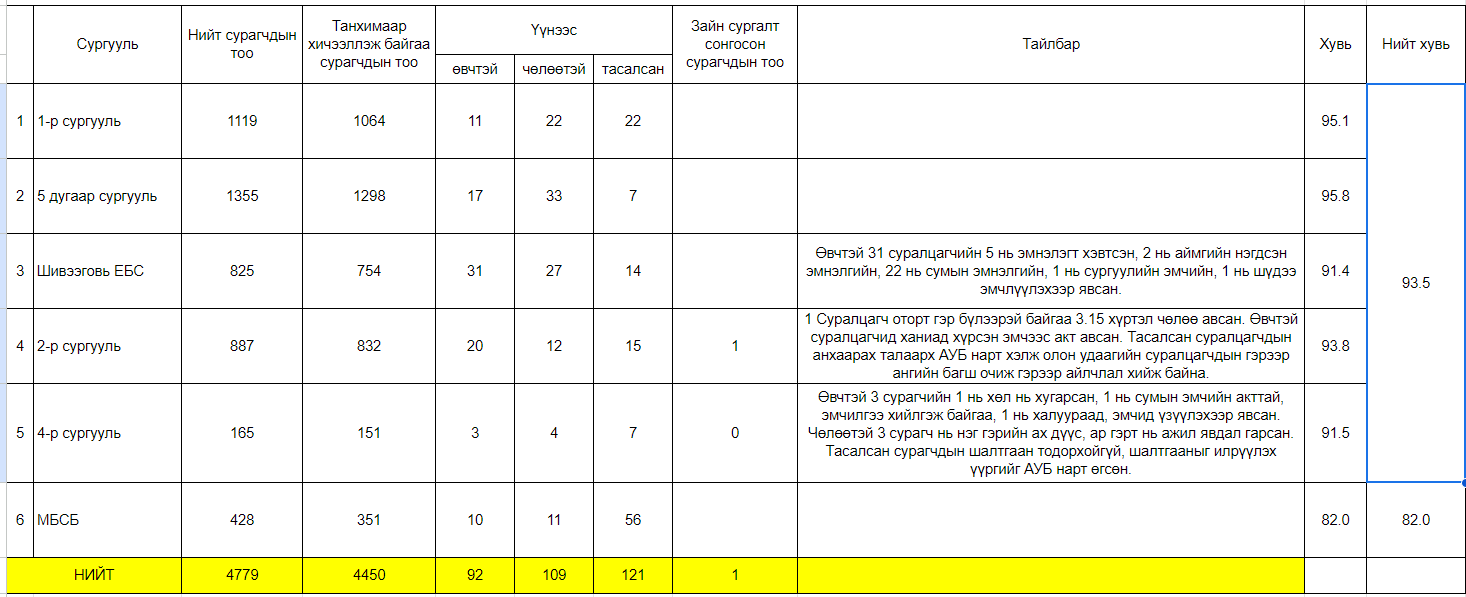 Сургууль
Нийт сурагчдын
тоо
Танхимаар
хичээллэж байгаа
сурагчдын тоо
Үүнээс
өвчтэй
чөлөөтэй
тасалсан
Зайн сургалт
сонгосон
сурагчдын тоо
Тайлбар
Хувь
Нийт хувь
1 1-р сургууль 1119 1064 11 22 22 95.1
2 5 дугаар сургууль 1355 1298 17 33 7 95.8
3 Шивээговь ЕБС 825 754 31 27 14
Өвчтэй 31 суралцагчийн 5 нь эмнэлэгт хэвтсэн, 2 нь аймгийн нэгдсэн
эмнэлгийн, 22 нь сумын эмнэлгийн, 1 нь сургуулийн эмчийн, 1 нь шүдээ
эмчлүүлэхээр явсан.
91.4
93.5
4 2-р сургууль 887 832 20 12 15 1
1 Суралцагч оторт гэр бүлээрэй байгаа 3.15 хүртэл чөлөө авсан. Өвчтэй
суралцагчид ханиад хүрсэн эмчээс акт авсан. Тасалсан суралцагчдын
анхаарах талаарх АУБ нарт хэлж олон удаагийн суралцагчдын гэрээр
ангийн багш очиж гэрээр айлчлал хийж байна.
93.8
5 4-р сургууль 165 151 3 4 7 0
Өвчтэй 3 сурагчийн 1 нь хөл нь хугарсан, 1 нь сумын эмчийн акттай,
эмчилгээ хийлгэж байгаа, 1 нь халуураад, эмчид үзүүлэхээр явсан.
Чөлөөтэй 3 сурагч нь нэг гэрийн ах дүүс, ар гэрт нь ажил явдал гарсан.
Тасалсан сурагчдын шалтгаан тодорхойгүй, шалтгааныг илрүүлэх
үүргийг АУБ нарт өгсөн.
91.5
6 МБСБ 428 351 10 11 56 82.0 82.0
НИЙТ 4779 4450 92 109 121 1